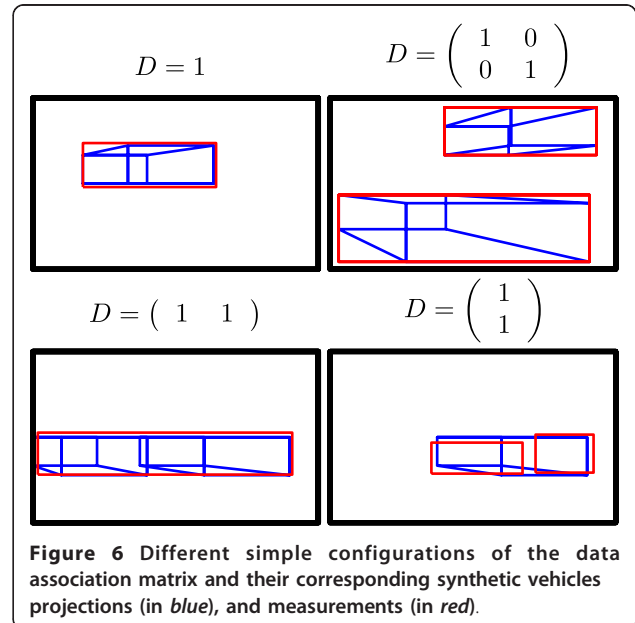 D = 1
D = ( 1 0
0 1 )
D = ( 1 1 )
D = ( 1
1 )
Figure 6 Different simple configurations of the data
association matrix and their corresponding synthetic vehicles
projections (in blue), and measurements (in red).